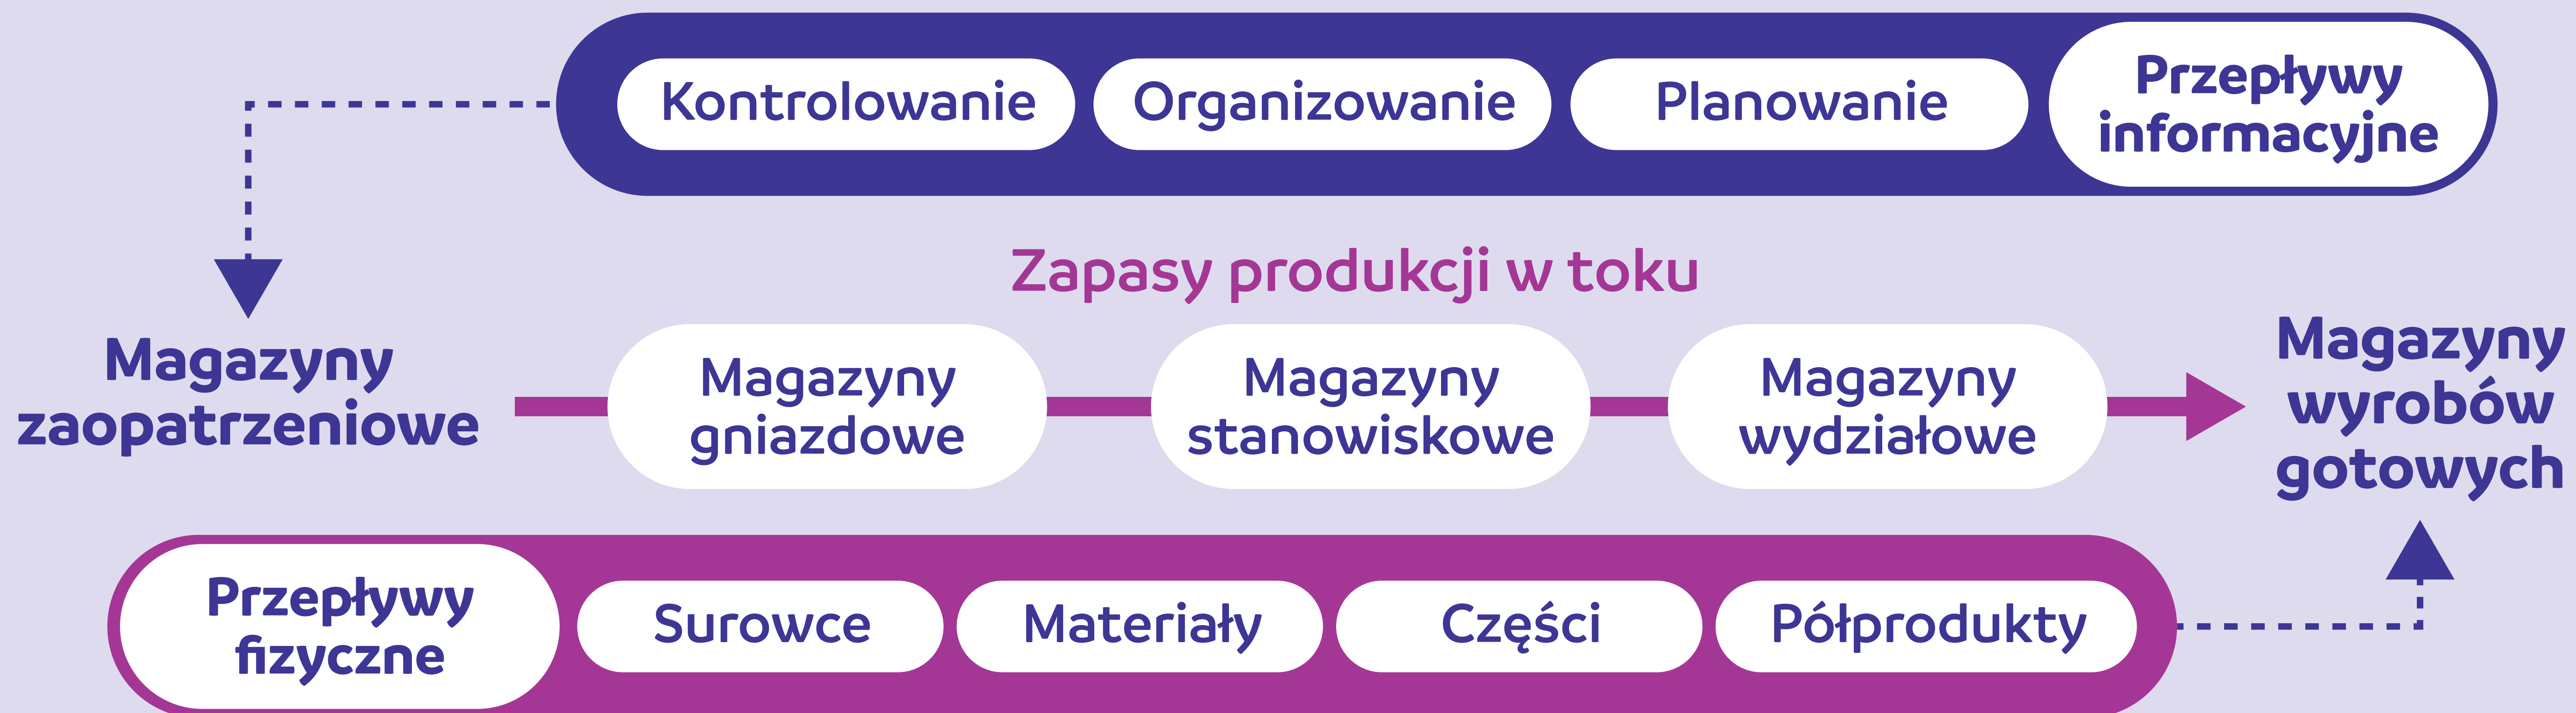 Kontrolowanie
Organizowanie
Planowanie
Przepływy
informacyjne
Zapasy produkcji w toku
Magazyny
zaopatrzeniowe
Magazyny
gniazdowe
Magazyny
stanowiskowe
Magazyny
wydziałowe
Magazyny
wyrobów
gotowych
Przepływy
fizyczne
Surowce
Materiały
Części
Półprodukty